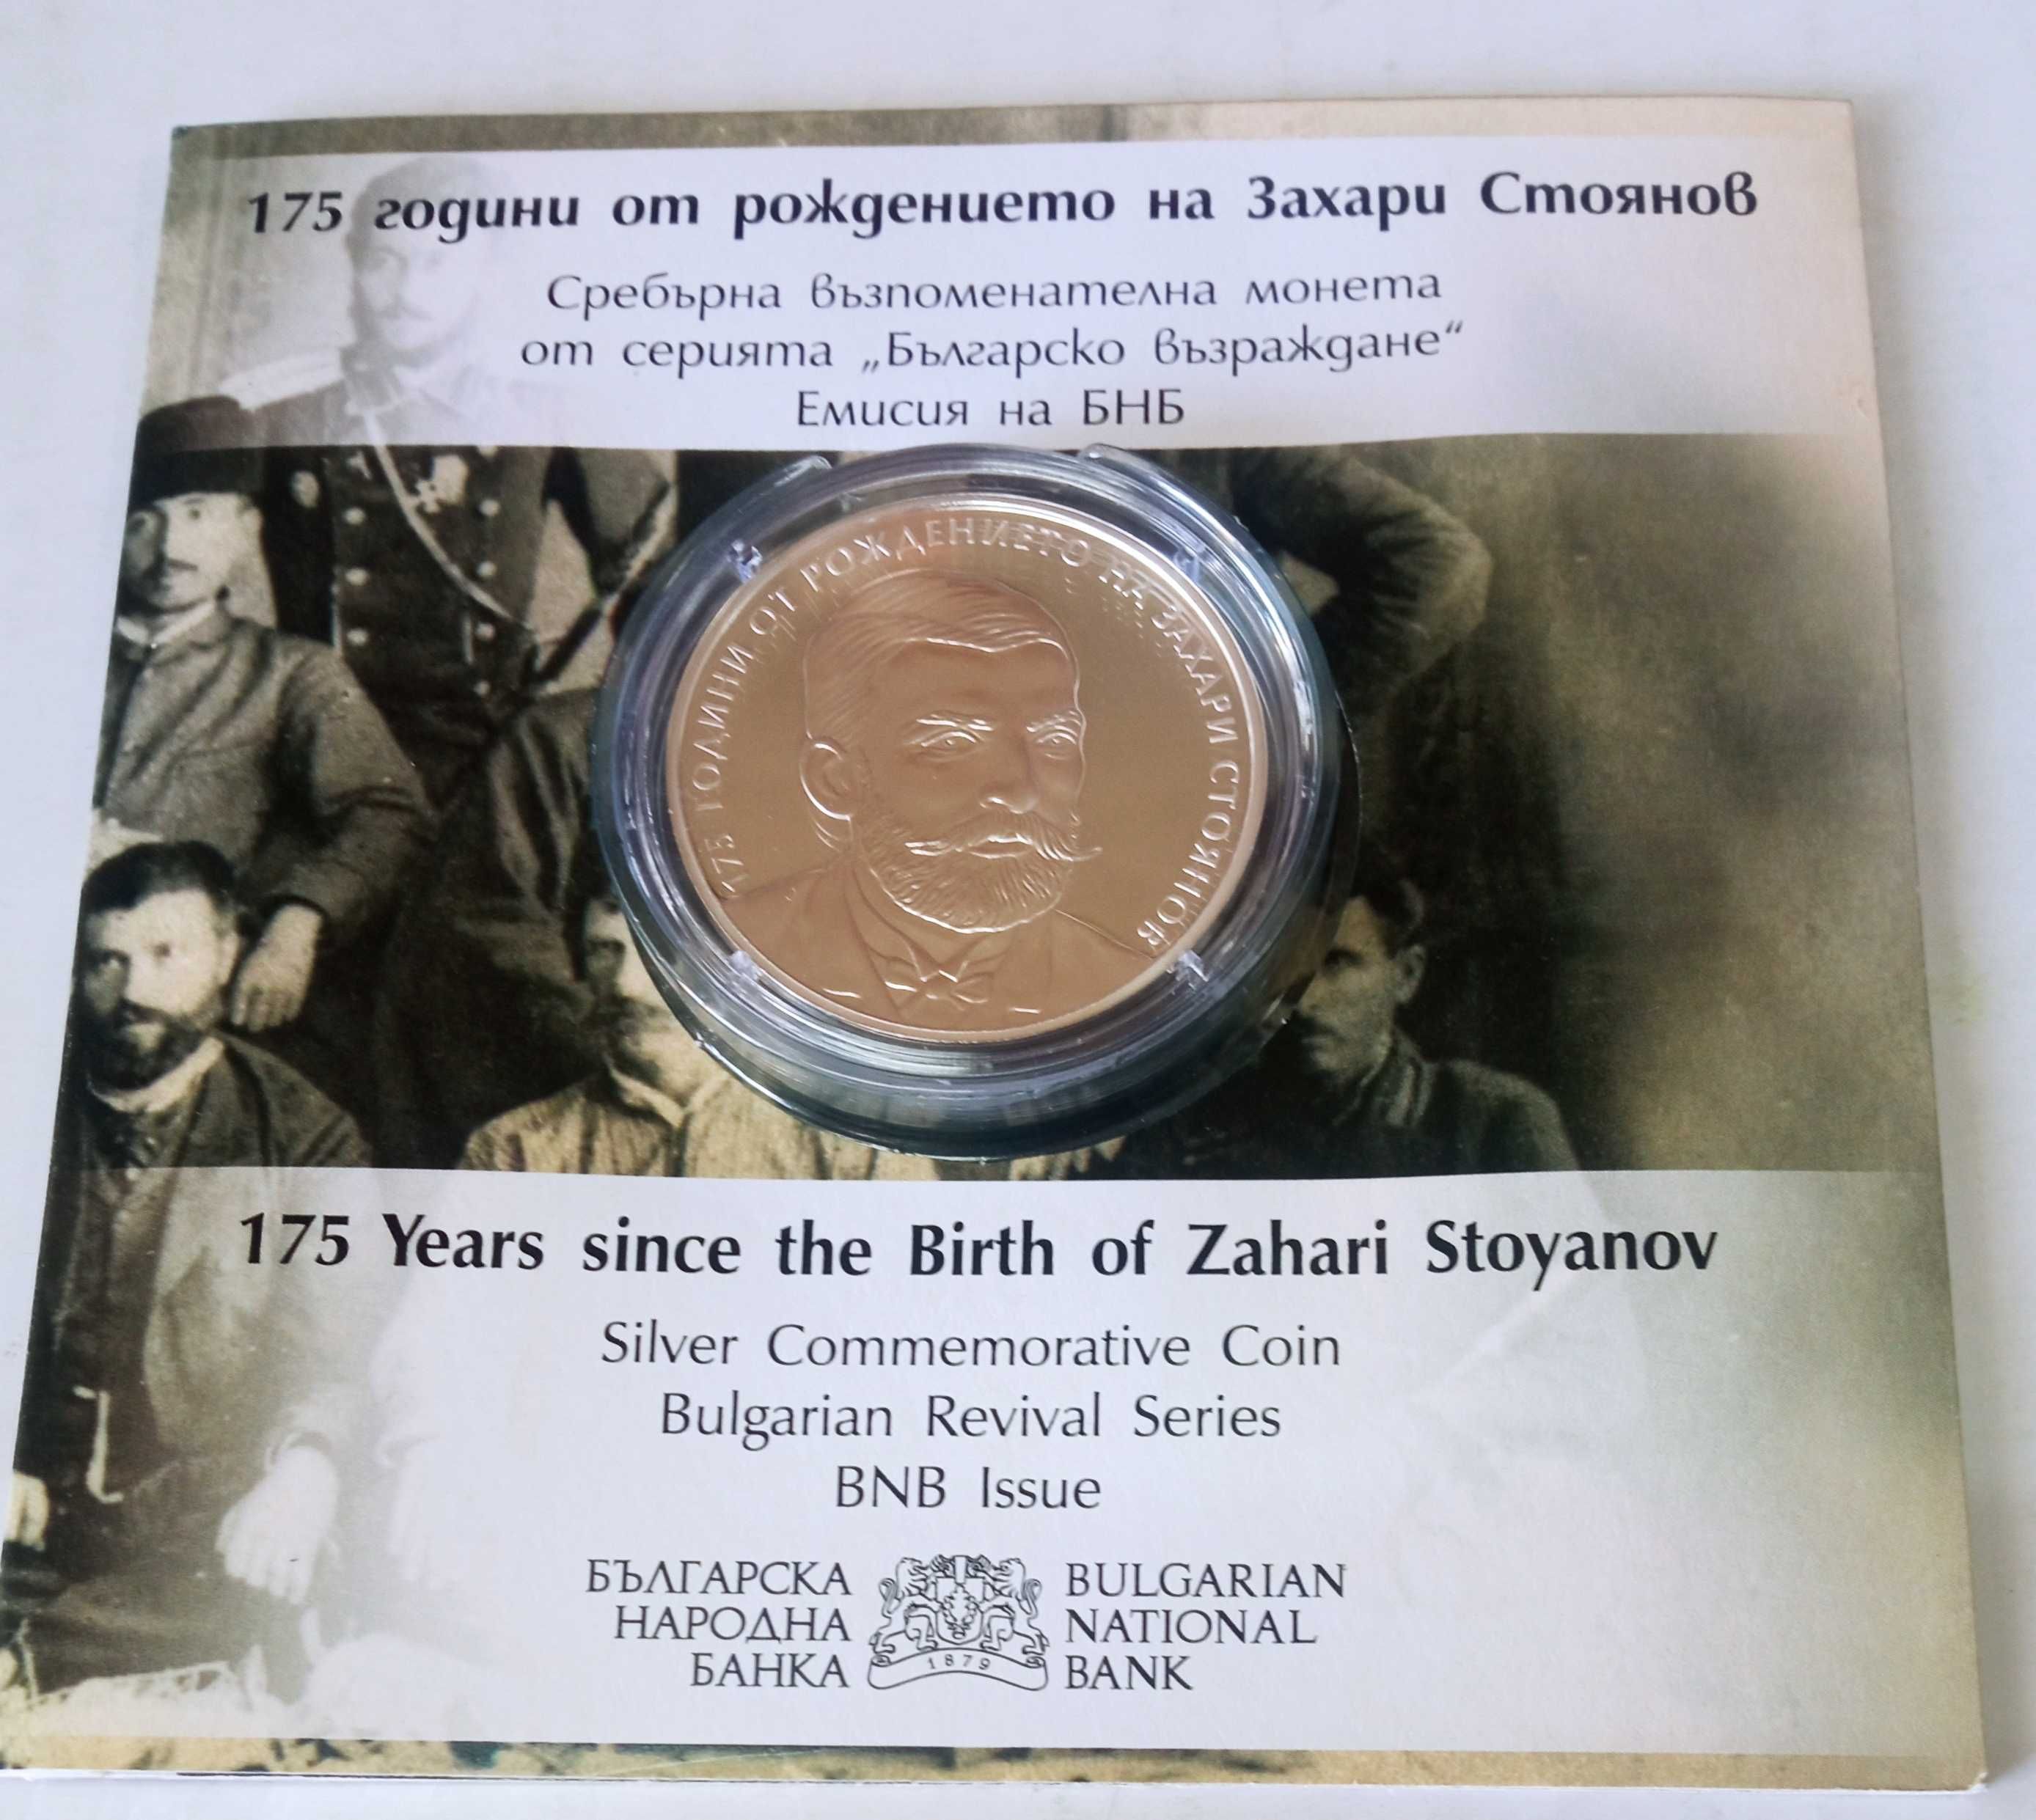 175 години от рождението на Захари Стоянов
Сребърна възпоменателна монета
от серията „Българско възраждане“
Емисия на БНБ
175 ГОДИНИ ОТ РОЖДЕНИЕТО НА ЗАХАРИ СТОЯНОВ
175 Years since the Birth of Zahari Stoyanov
Silver Commemorative Coin
Bulgarian Revival Series
BNB Issue
БЪЛГАРСКА
НАРОДНА
БАНКА
1879
BULGARIAN
NATIONAL
BANK